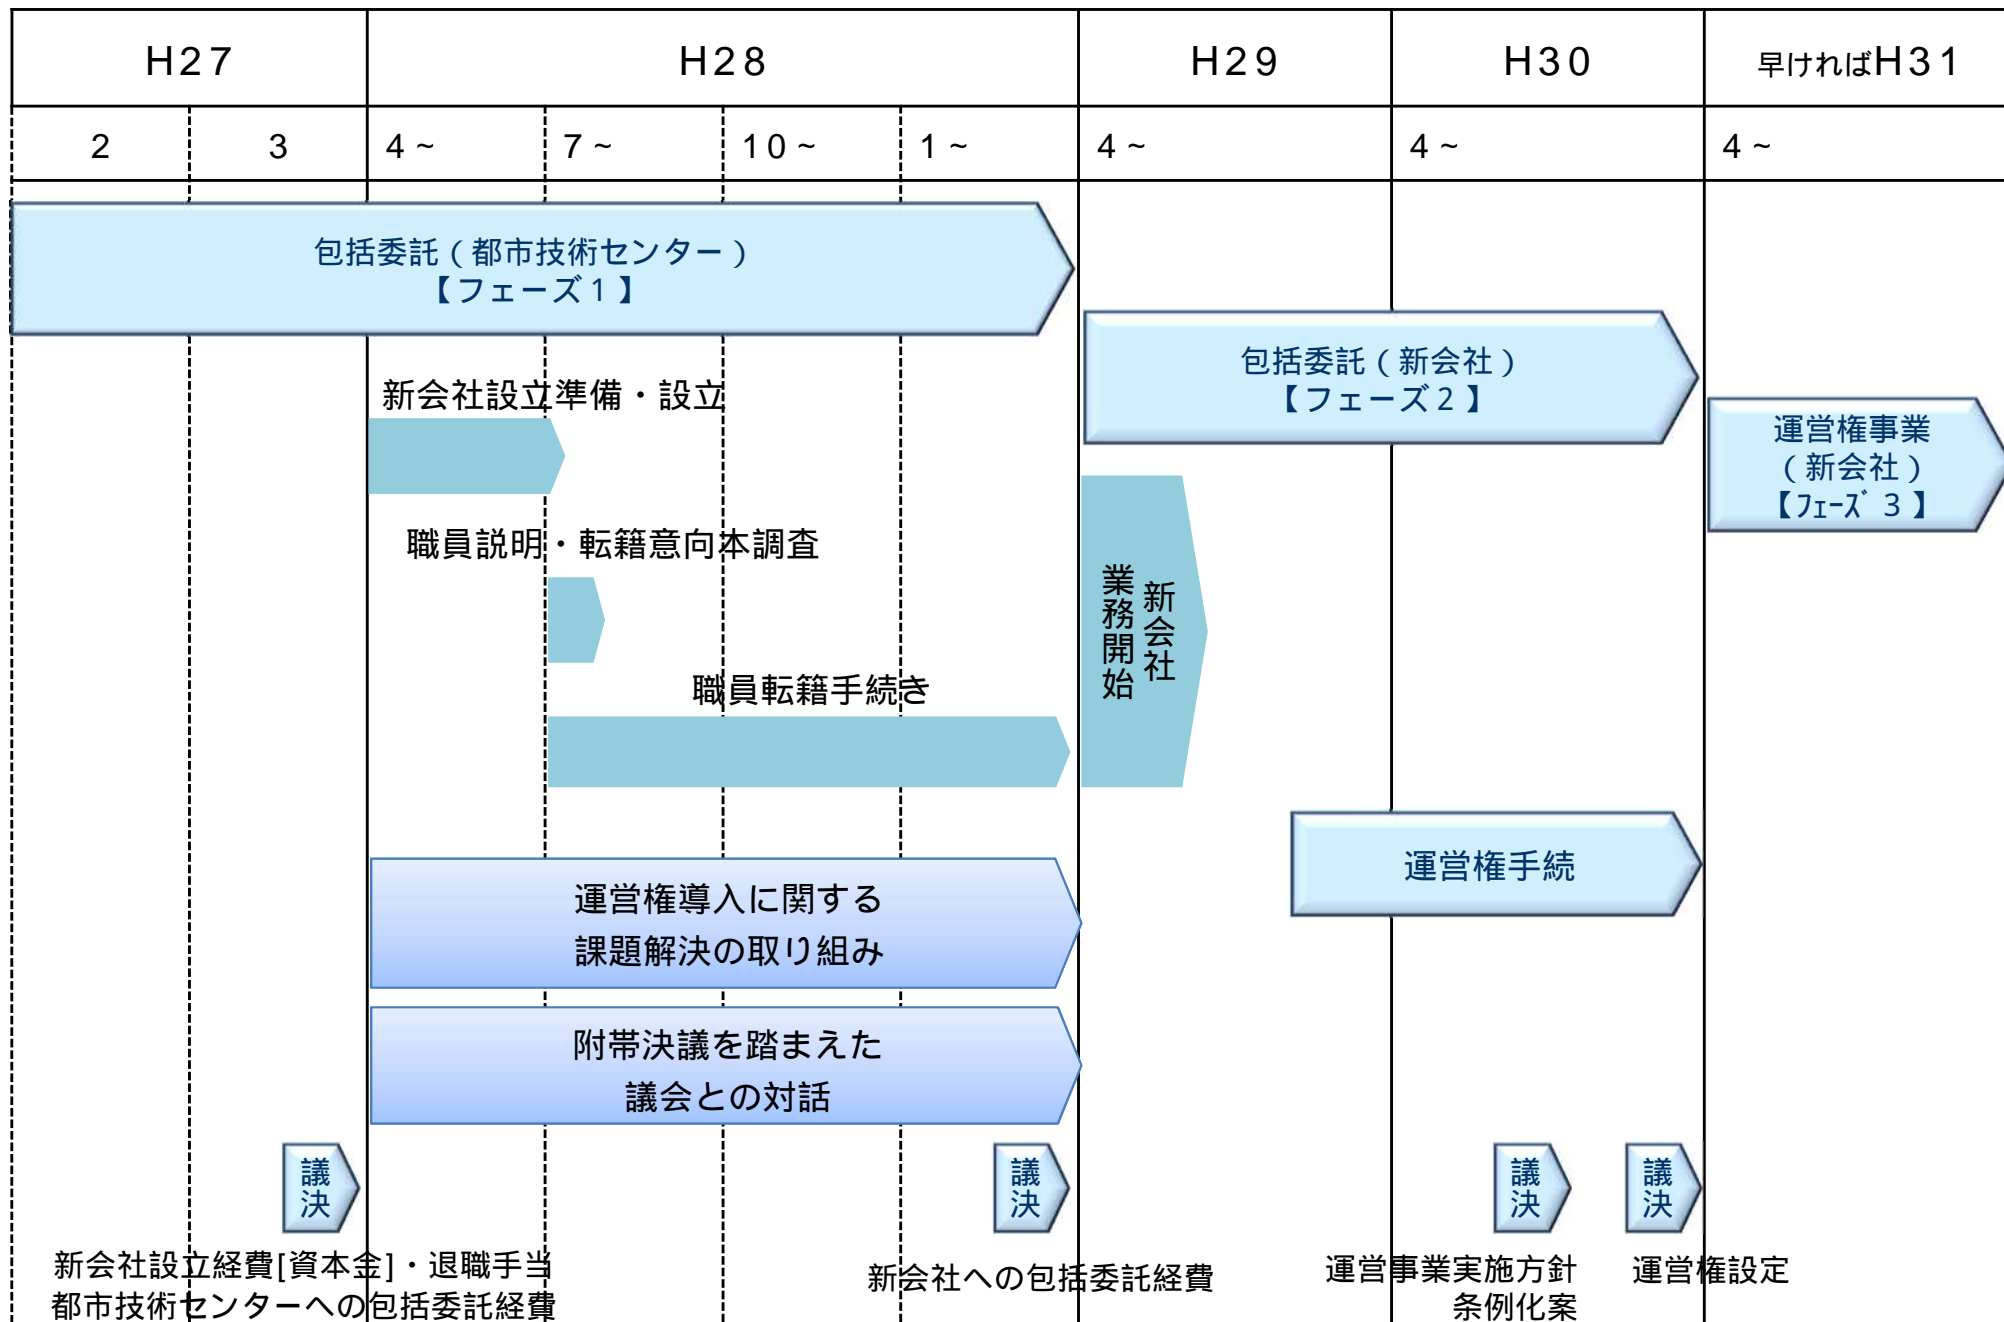 H27 H28 H29 H30 早ければH31
2 3 4~ 7~ 10~ 1~ 4~ 4~ 4~
包括委託(都市技術センター)
【フェーズ1】
包括委託(新会社)
【フェーズ2】
運営権事業
(新会社)
【フェーズ3】
新会社設立準備・設立
職員説明・転籍意向本調査
新会社
業務開始
職員転籍手続き
運営権手続
運営権導入に関する
課題解決の取り組み
附帯決議を踏まえた
議会との対話
議決
議決
議決
議決
新会社設立経費[資本金]・退職手当
都市技術センターへの包括委託経費
新会社への包括委託経費
運営事業実施方針
条例化案
運営権設定